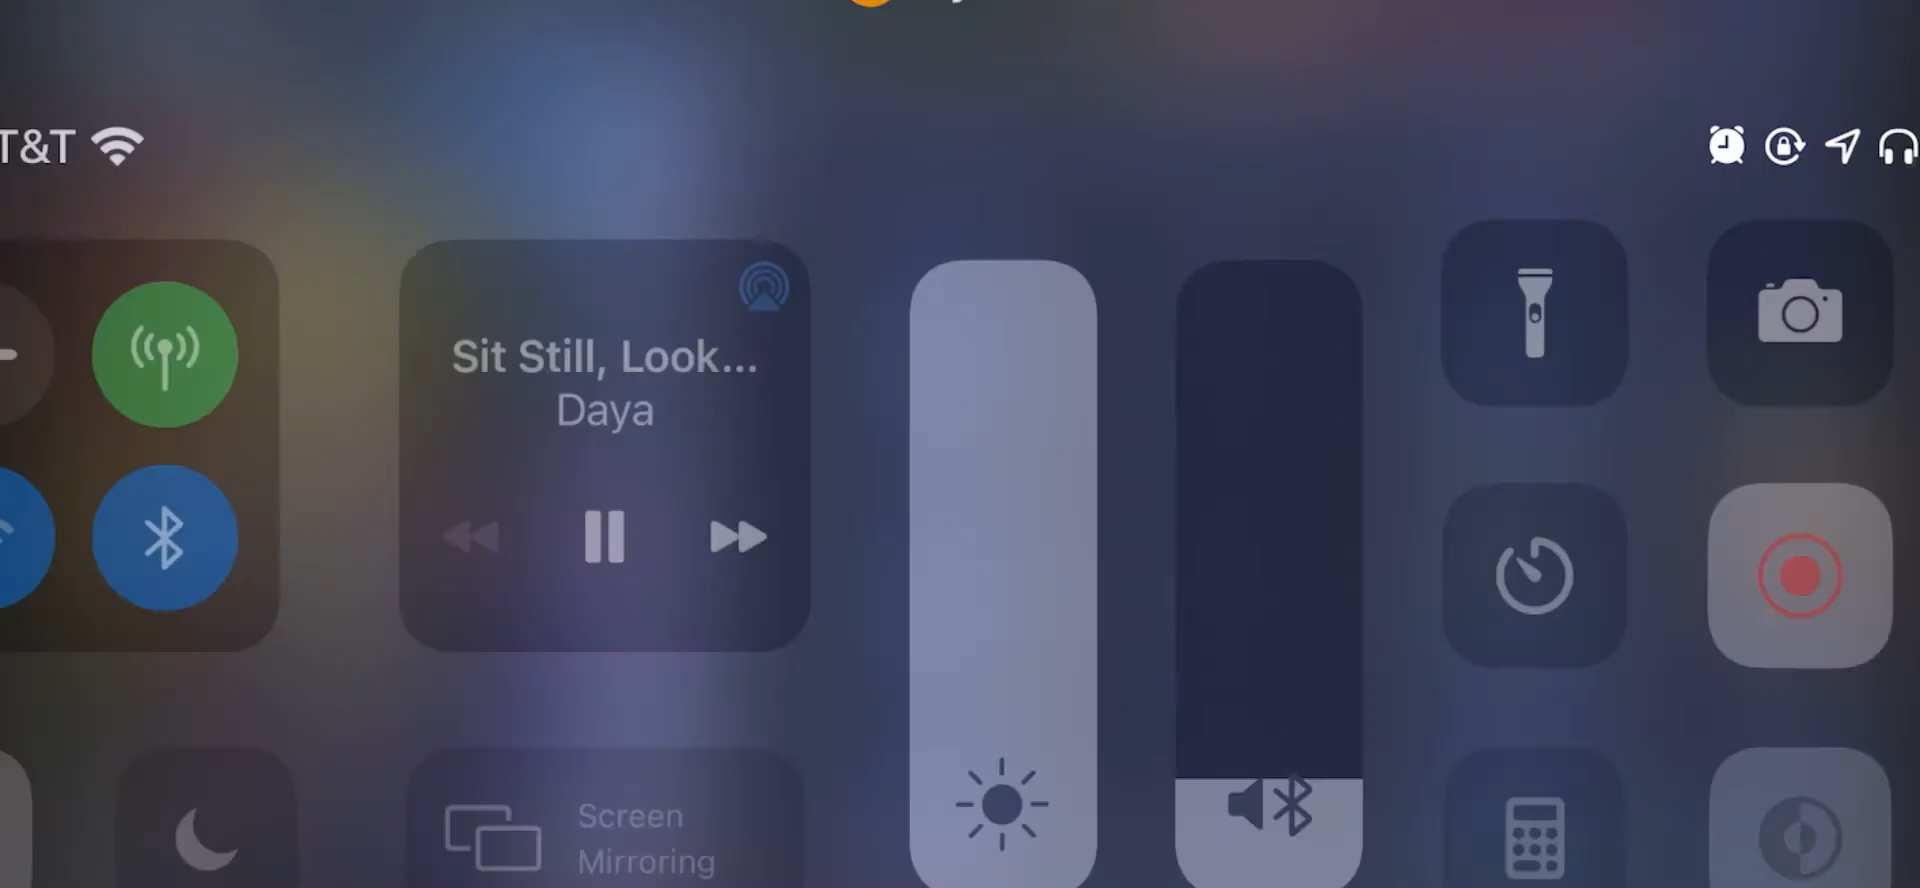 T&T
Sit Still, Look...
Daya
Screen
Mirroring